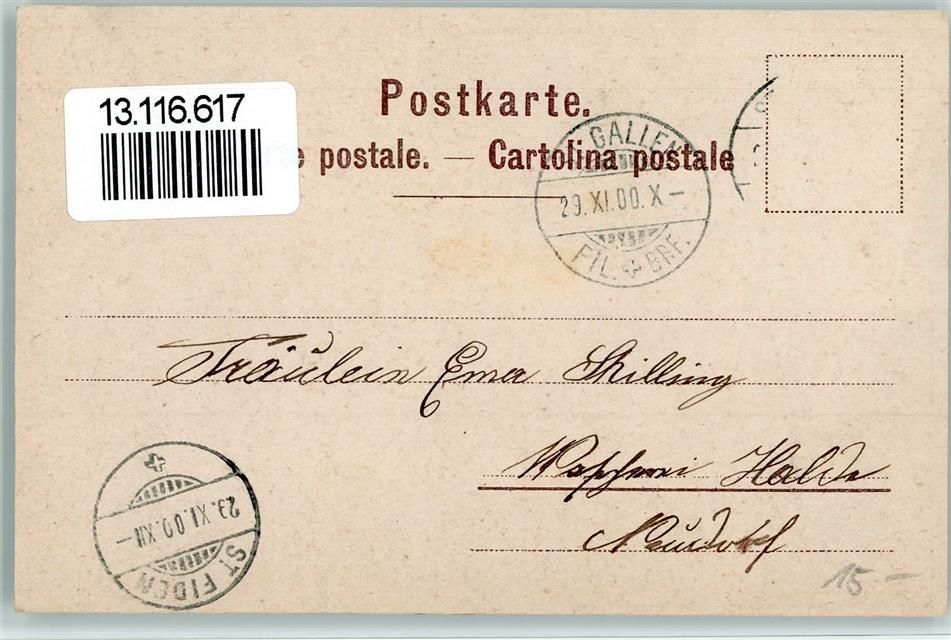 13.116.617
Postkarte.
e postale. — Cartolina postale
GALLEN
29.XI.00.X—
FIL. BRF.
Fräulein Ema Schilling
Halde
Neudorf
23.XI.00.XII—
ST. FIDEN
15 —